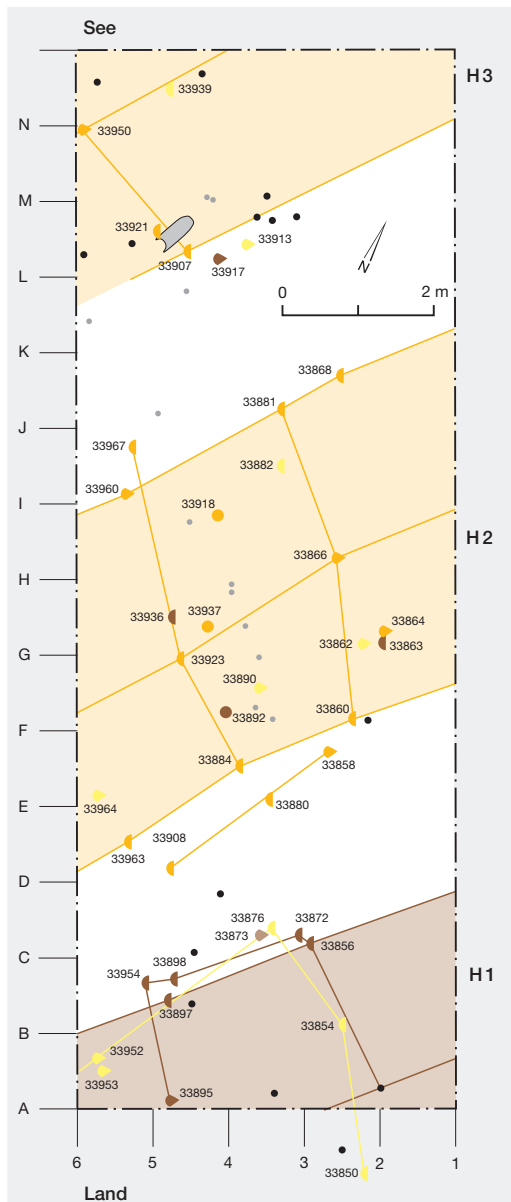 See
H3
33939
N
33950
M
33921
33913
33907
33917
L
N
0 2 m
K
33868
33881
J
33967
33882
33960
I
33918
H2
H
33866
33936
33937
33864
33862
33863
G
33923
33890
33892
33860
F
33884
33858
E
33964
33880
33908
33963
D
33876
33872
33873
33856
C
33898
33954
H1
33897
B
33854
33952
33953
33895
A
6 5 4 3 2 1
33850
Land